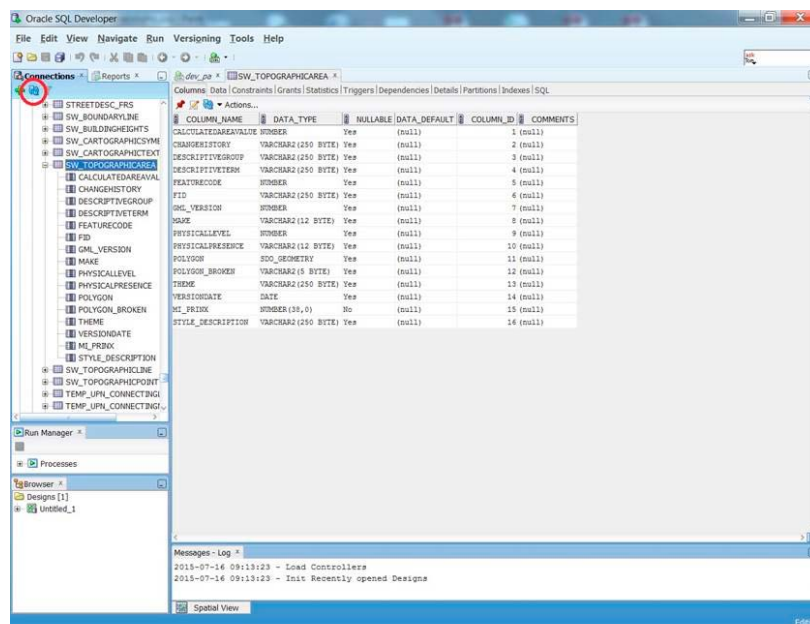 Oracle SQL Developer
File Edit View Navigate Run Versioning Tools Help
Connections Reports
dev_pa SW_TOPOGRAPHICAREA
Columns Data Constraints Grants Statistics Triggers Dependencies Details Partitions Indexes SQL
Actions...
STREETDESC_FRS
SW_BOUNDARYLINE
SW_BUILDINGHEIGHTS
SW_CARTOGRAPHICSYME
SW_CARTOGRAPHICTEXT
SW_TOPOGRAPHICAREA
CALCULATEDAREAVAL
CHANGEHISTORY
DESCRIPTIVEGROUP
DESCRIPTIVETERM
FEATURECODE
FID
GML_VERSION
MAKE
PHYSICALLEVEL
PHYSICALPRESENCE
POLYGON
POLYGON_BROKEN
THEME
VERSIONDATE
MI_PRINX
STYLE_DESCRIPTION
SW_TOPOGRAPHICLINE
SW_TOPOGRAPHICPOINT
TEMP_UPN_CONNECTINGL
TEMP_UPN_CONNECTING
COLUMN_NAME DATA_TYPE NULLABLE DATA_DEFAULT COLUMN_ID COMMENTS
CALCULATEDAREAVALUE NUMBER Yes (null) 1 (null)
CHANGEHISTORY VARCHAR2(250 BYTE) Yes (null) 2 (null)
DESCRIPTIVEGROUP VARCHAR2(250 BYTE) Yes (null) 3 (null)
DESCRIPTIVETERM VARCHAR2(250 BYTE) Yes (null) 4 (null)
FEATURECODE NUMBER Yes (null) 5 (null)
FID VARCHAR2(250 BYTE) Yes (null) 6 (null)
GML_VERSION NUMBER Yes (null) 7 (null)
MAKE VARCHAR2(12 BYTE) Yes (null) 8 (null)
PHYSICALLEVEL NUMBER Yes (null) 9 (null)
PHYSICALPRESENCE VARCHAR2(12 BYTE) Yes (null) 10 (null)
POLYGON SDO_GEOMETRY Yes (null) 11 (null)
POLYGON_BROKEN VARCHAR2(5 BYTE) Yes (null) 12 (null)
THEME VARCHAR2(250 BYTE) Yes (null) 13 (null)
VERSIONDATE DATE Yes (null) 14 (null)
MI_PRINX NUMBER(38,0) No (null) 15 (null)
STYLE_DESCRIPTION VARCHAR2(250 BYTE) Yes (null) 16 (null)
Run Manager
Processes
Browser
Designs [1]
Untitled_1
Messages - Log
2015-07-16 09:13:23 - Load Controllers
2015-07-16 09:13:23 - Init Recently opened Designs
Spatial View